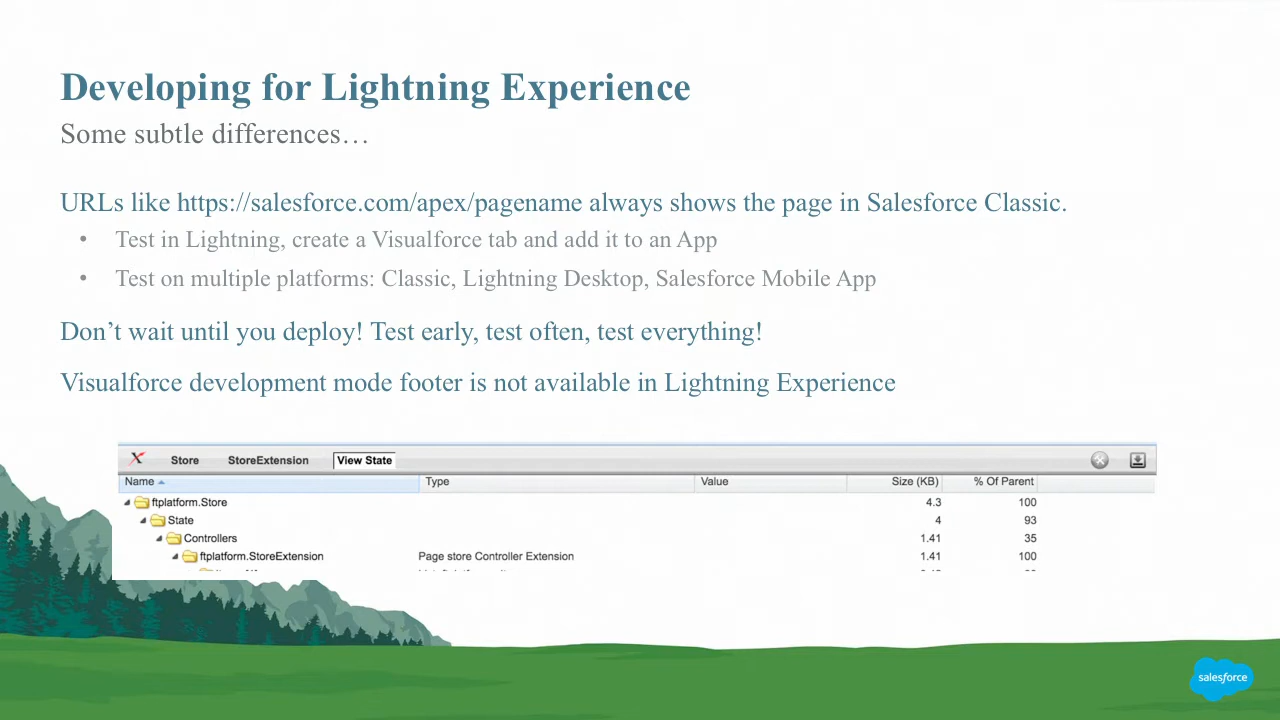 Developing for Lightning Experience
Some subtle differences…
URLs like https://salesforce.com/apex/pagename always shows the page in Salesforce Classic.
• Test in Lightning, create a Visualforce tab and add it to an App
• Test on multiple platforms: Classic, Lightning Desktop, Salesforce Mobile App
Don’t wait until you deploy! Test early, test often, test everything!
Visualforce development mode footer is not available in Lightning Experience
Store StoreExtension View State
Name Type Value Size (KB) % Of Parent
ftplatform.Store 4.3 100
State 4 93
Controllers 1.41 35
ftplatform.StoreExtension Page store Controller Extension 1.41 100
salesforce